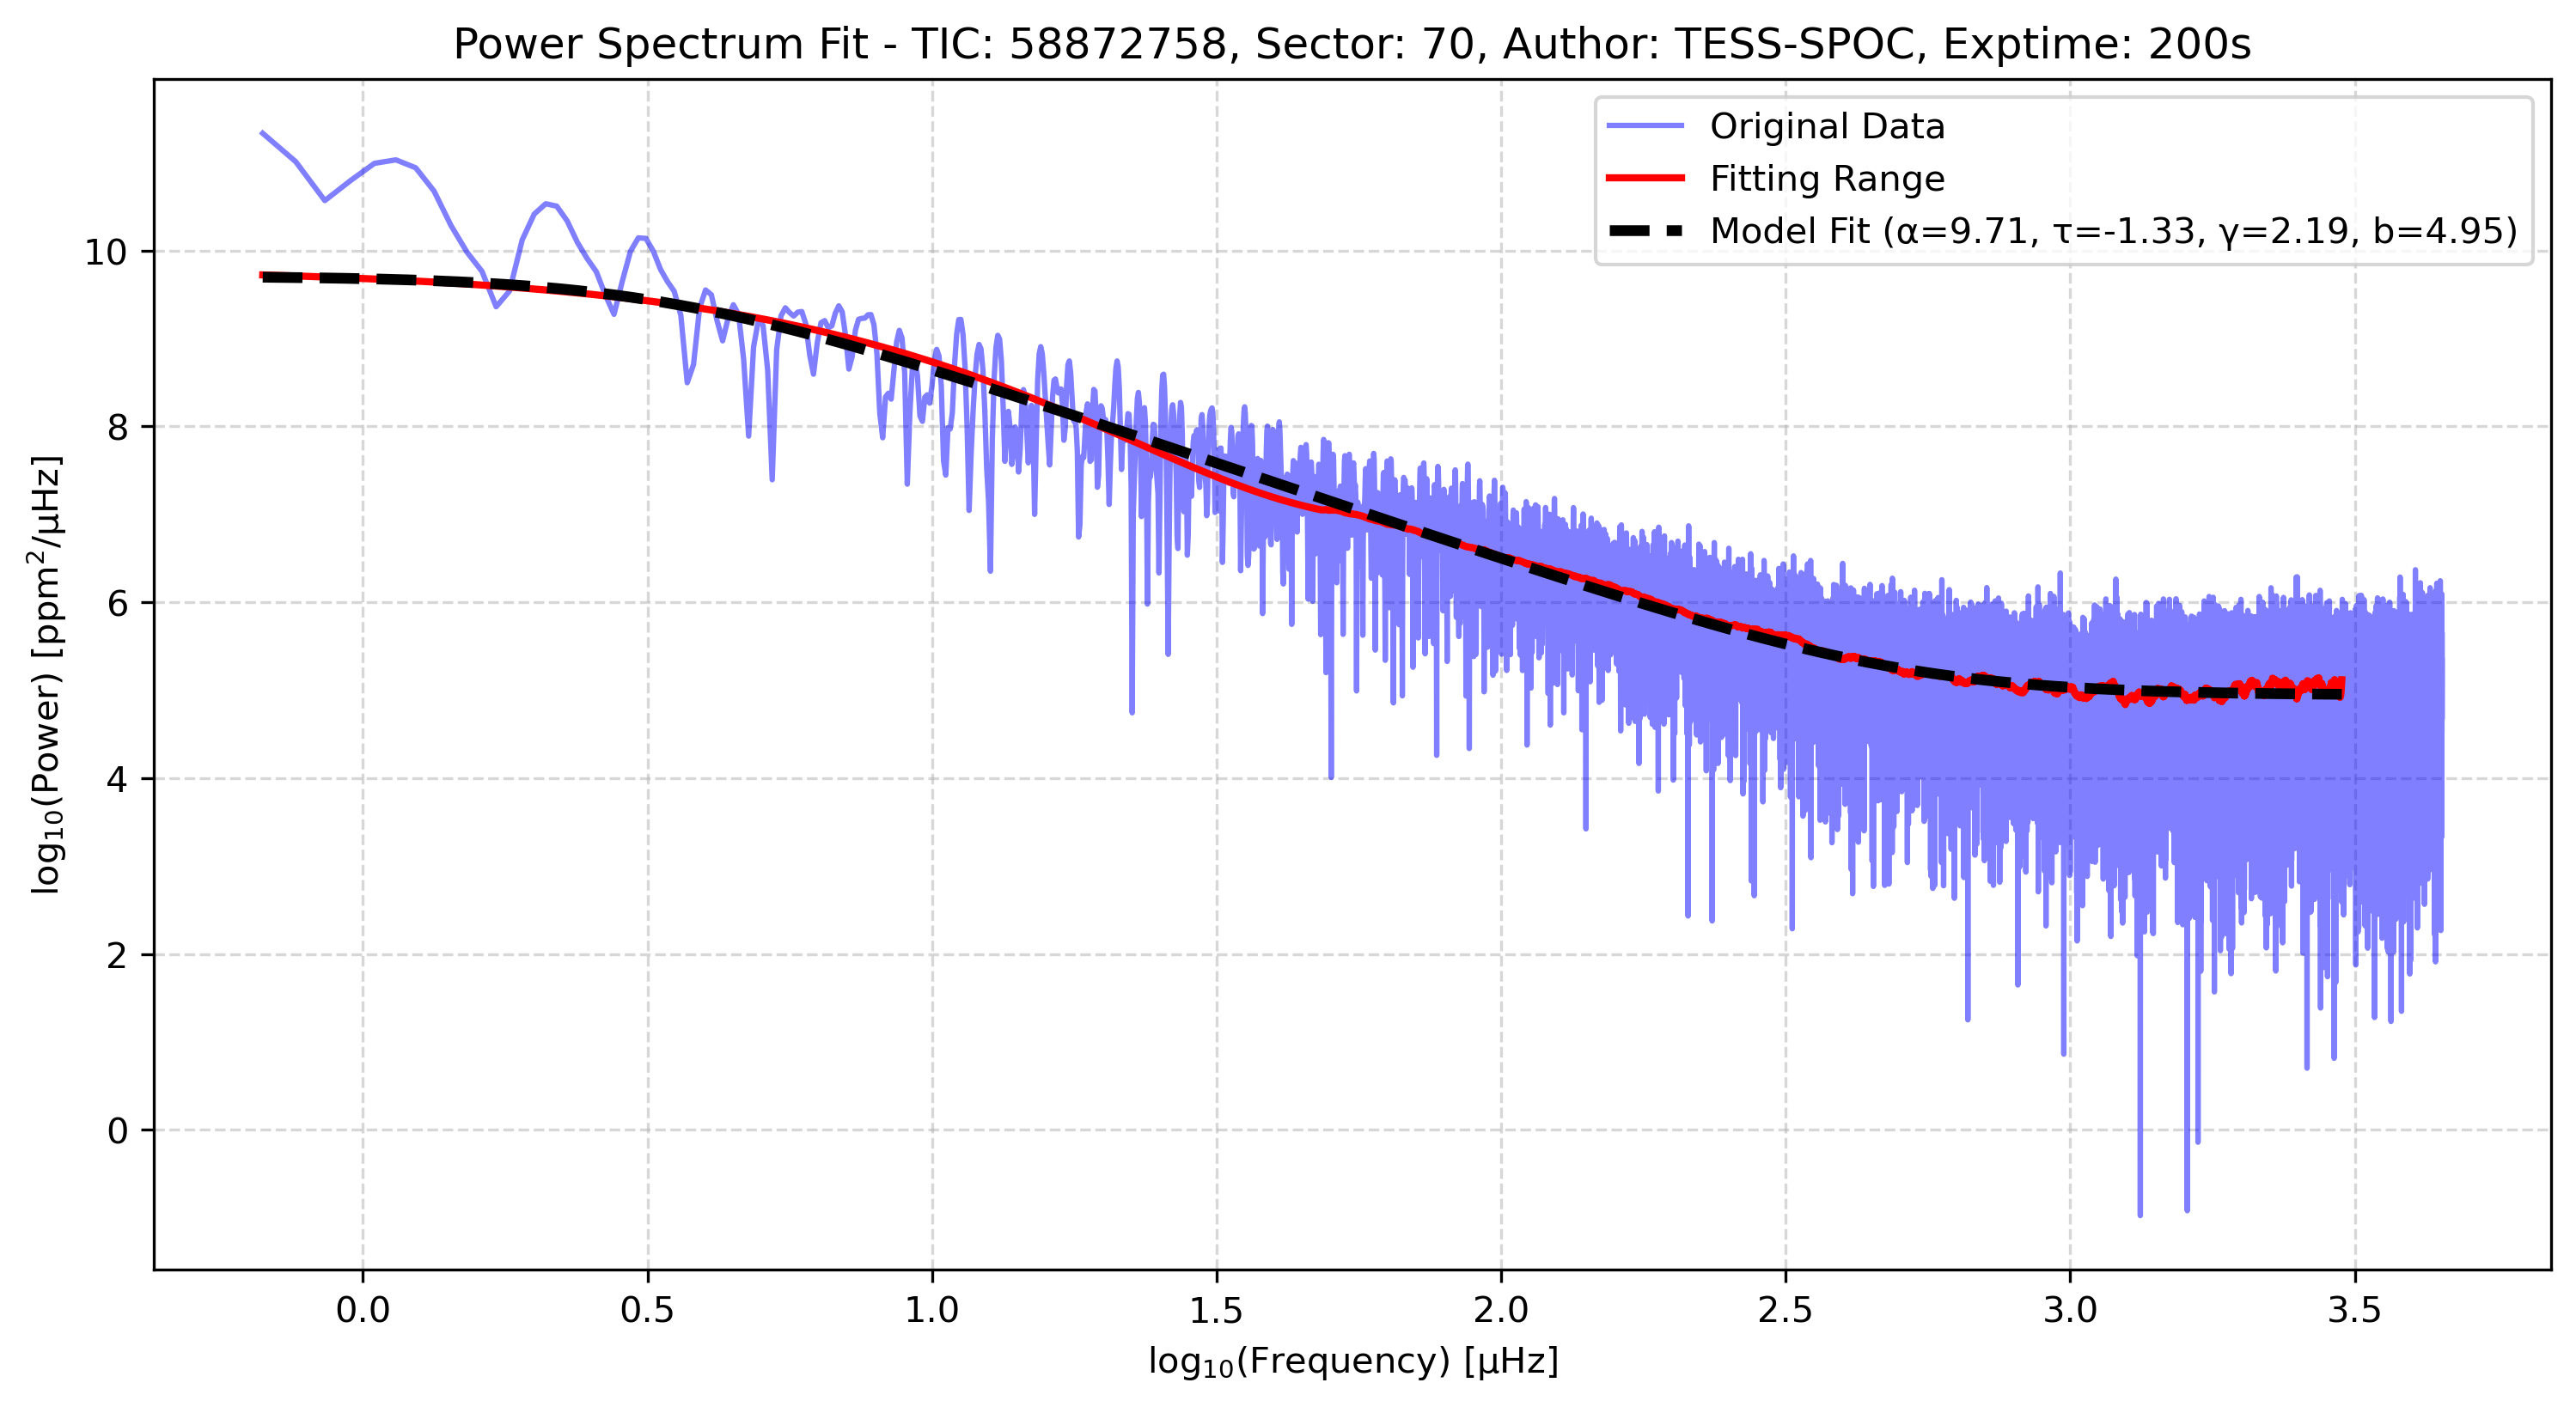 Power Spectrum Fit - TIC: 58872758, Sector: 70, Author: TESS-SPOC, Exptime: 200s
Original Data
Fitting Range
Model Fit (α=9.71, τ=-1.33, γ=2.19, b=4.95)
log₁₀(Power) [ppm²/μHz]
10
8
6
4
2
0
0.0 0.5 1.0 1.5 2.0 2.5 3.0 3.5
log₁₀(Frequency) [μHz]